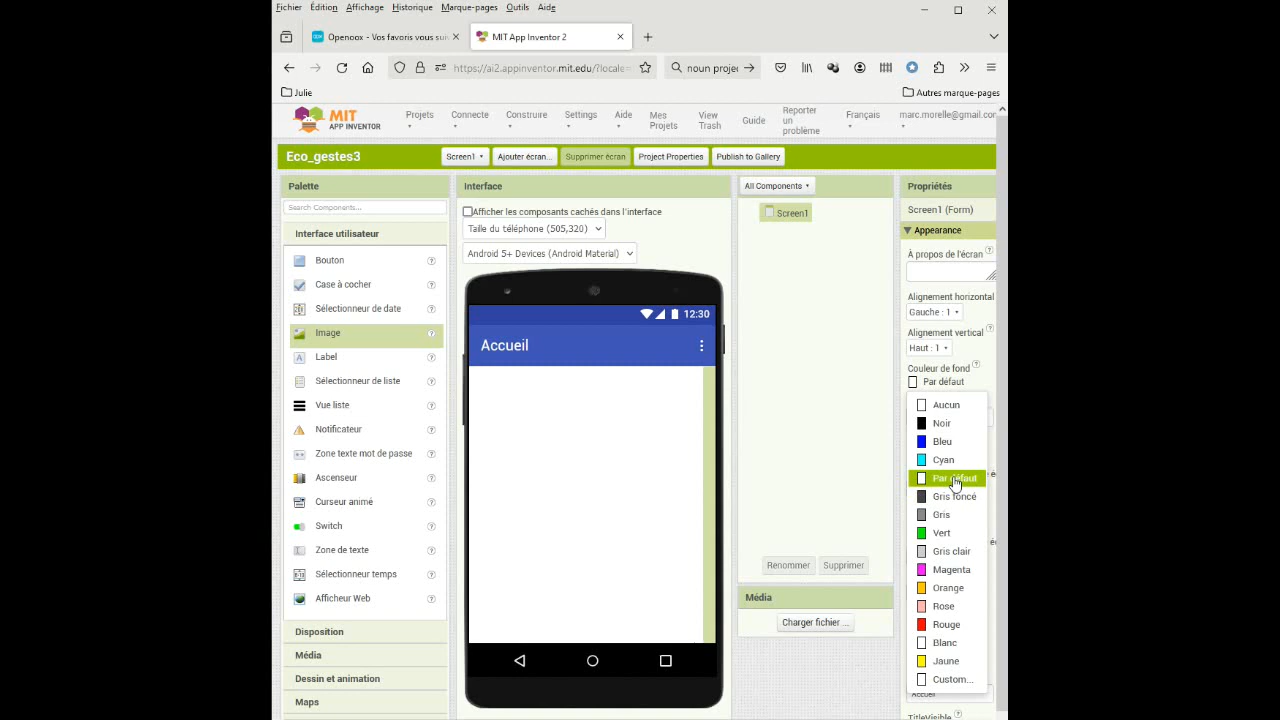 Fichier Édition Affichage Historique Marque-pages Outils Aide
Openoox - Vos favoris vous sui
MIT App Inventor 2
https://ai2.appinventor.mit.edu/?locale=
noun projec
Julie
Autres marque-pages
MIT
APP INVENTOR
Projets
Connecte
Construire
Settings
Aide
Mes Projets
View Trash
Guide
Reporter un problème
Français
marc.morelle@gmail.com
Eco_gestes3
Screen1
Ajouter écran...
Supprimer écran
Project Properties
Publish to Gallery
Palette
Interface
All Components
Propriétés
Search Components...
Afficher les composants cachés dans l'interface
Screen1
Screen1 (Form)
Interface utilisateur
Taille du téléphone (505,320)
Appearance
Android 5+ Devices (Android Material)
À propos de l'écran
Bouton
Case à cocher
Sélectionneur de date
Image
Label
Sélectionneur de liste
Vue liste
Notificateur
Zone texte mot de passe
Ascenseur
Curseur animé
Switch
Zone de texte
Sélectionneur temps
Afficheur Web
Disposition
Média
Dessin et animation
Maps
12:30
Accueil
Renommer
Supprimer
Média
Charger fichier ...
Alignement horizontal
Gauche : 1
Alignement vertical
Haut : 1
Couleur de fond
Par défaut
Aucun
Noir
Bleu
Cyan
Par défaut
Gris foncé
Gris
Vert
Gris clair
Magenta
Orange
Rose
Rouge
Blanc
Jaune
Custom...
Accueil
TitleVisible